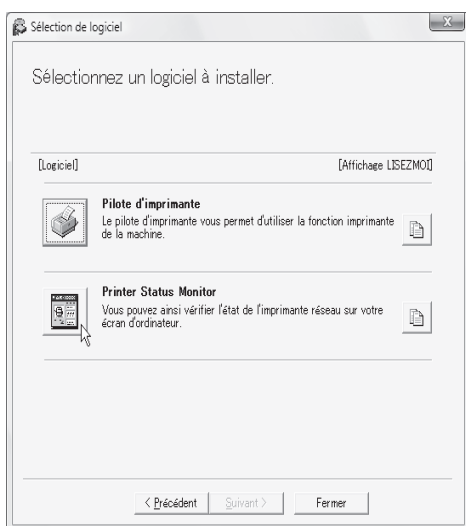 Sélection de logiciel
Sélectionnez un logiciel à installer.
[Logiciel] [Affichage LISEZMOI]
Pilote d'imprimante
Le pilote d'imprimante vous permet d'utiliser la fonction imprimante
de la machine.
Printer Status Monitor
Vous pouvez ainsi vérifier l'état de l'imprimante réseau sur votre
écran d'ordinateur.
< Précédent Suivant > Fermer